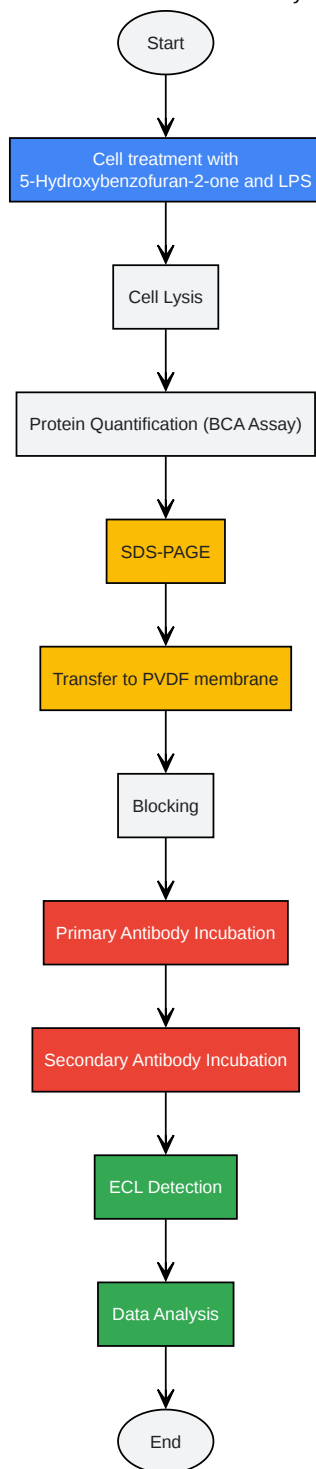 Start
Cell treatment with
5-Hydroxybenzofuran-2-one and LPS
Cell Lysis
Protein Quantification (BCA Assay)
SDS-PAGE
Transfer to PVDF membrane
Blocking
Primary Antibody Incubation
Secondary Antibody Incubation
ECL Detection
Data Analysis
End